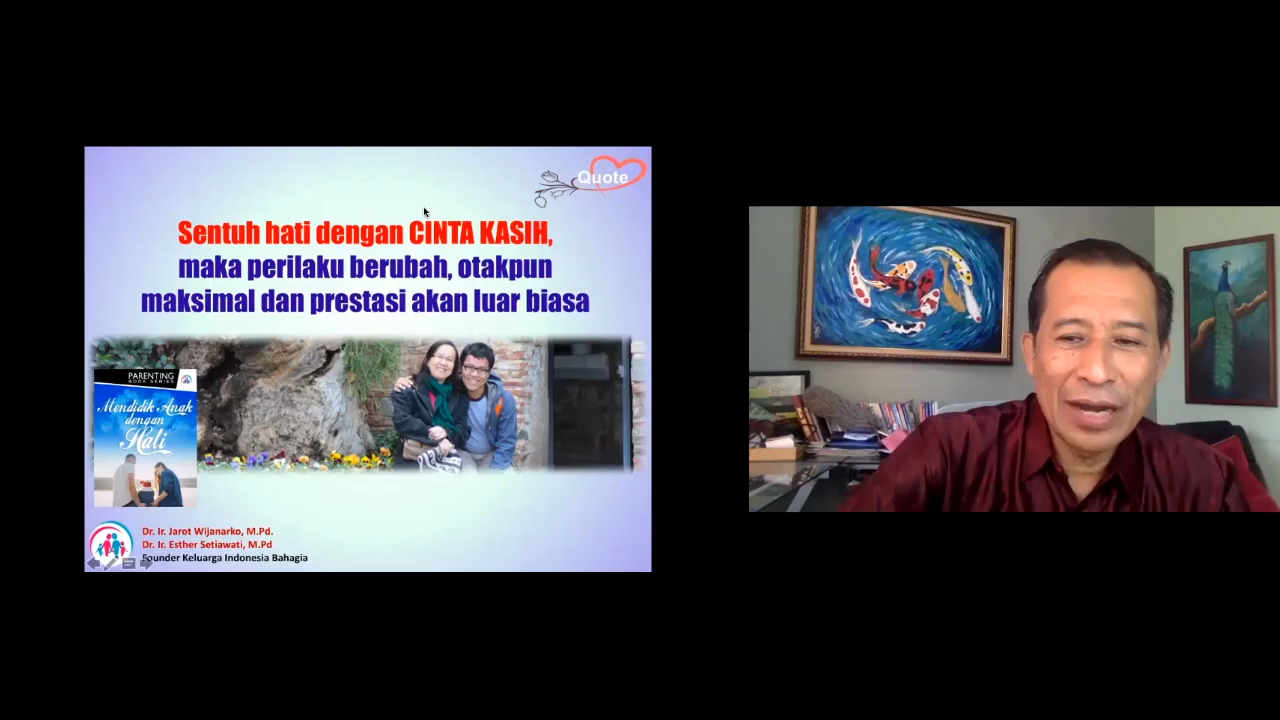 Quote
Sentuh hati dengan CINTA KASIH,
maka perilaku berubah, otakpun
maksimal dan prestasi akan luar biasa
PARENTING
BOOK SERIES
Mendidik Anak
dengan
Hati
Dr. Ir. Jarot Wijanarko, M.Pd.
Dr. Ir. Esther Setiawati, M.Pd
Founder Keluarga Indonesia Bahagia